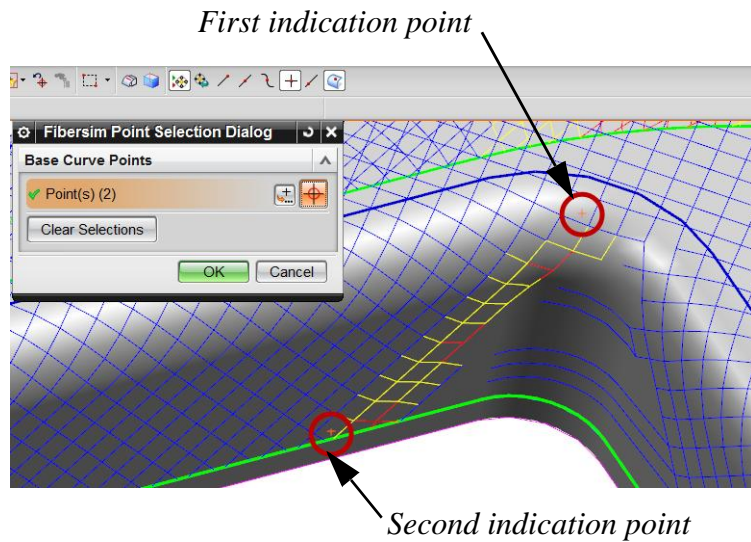 First indication point
Fibersim Point Selection Dialog
Base Curve Points
Point(s) (2)
Clear Selections
OK
Cancel
Second indication point